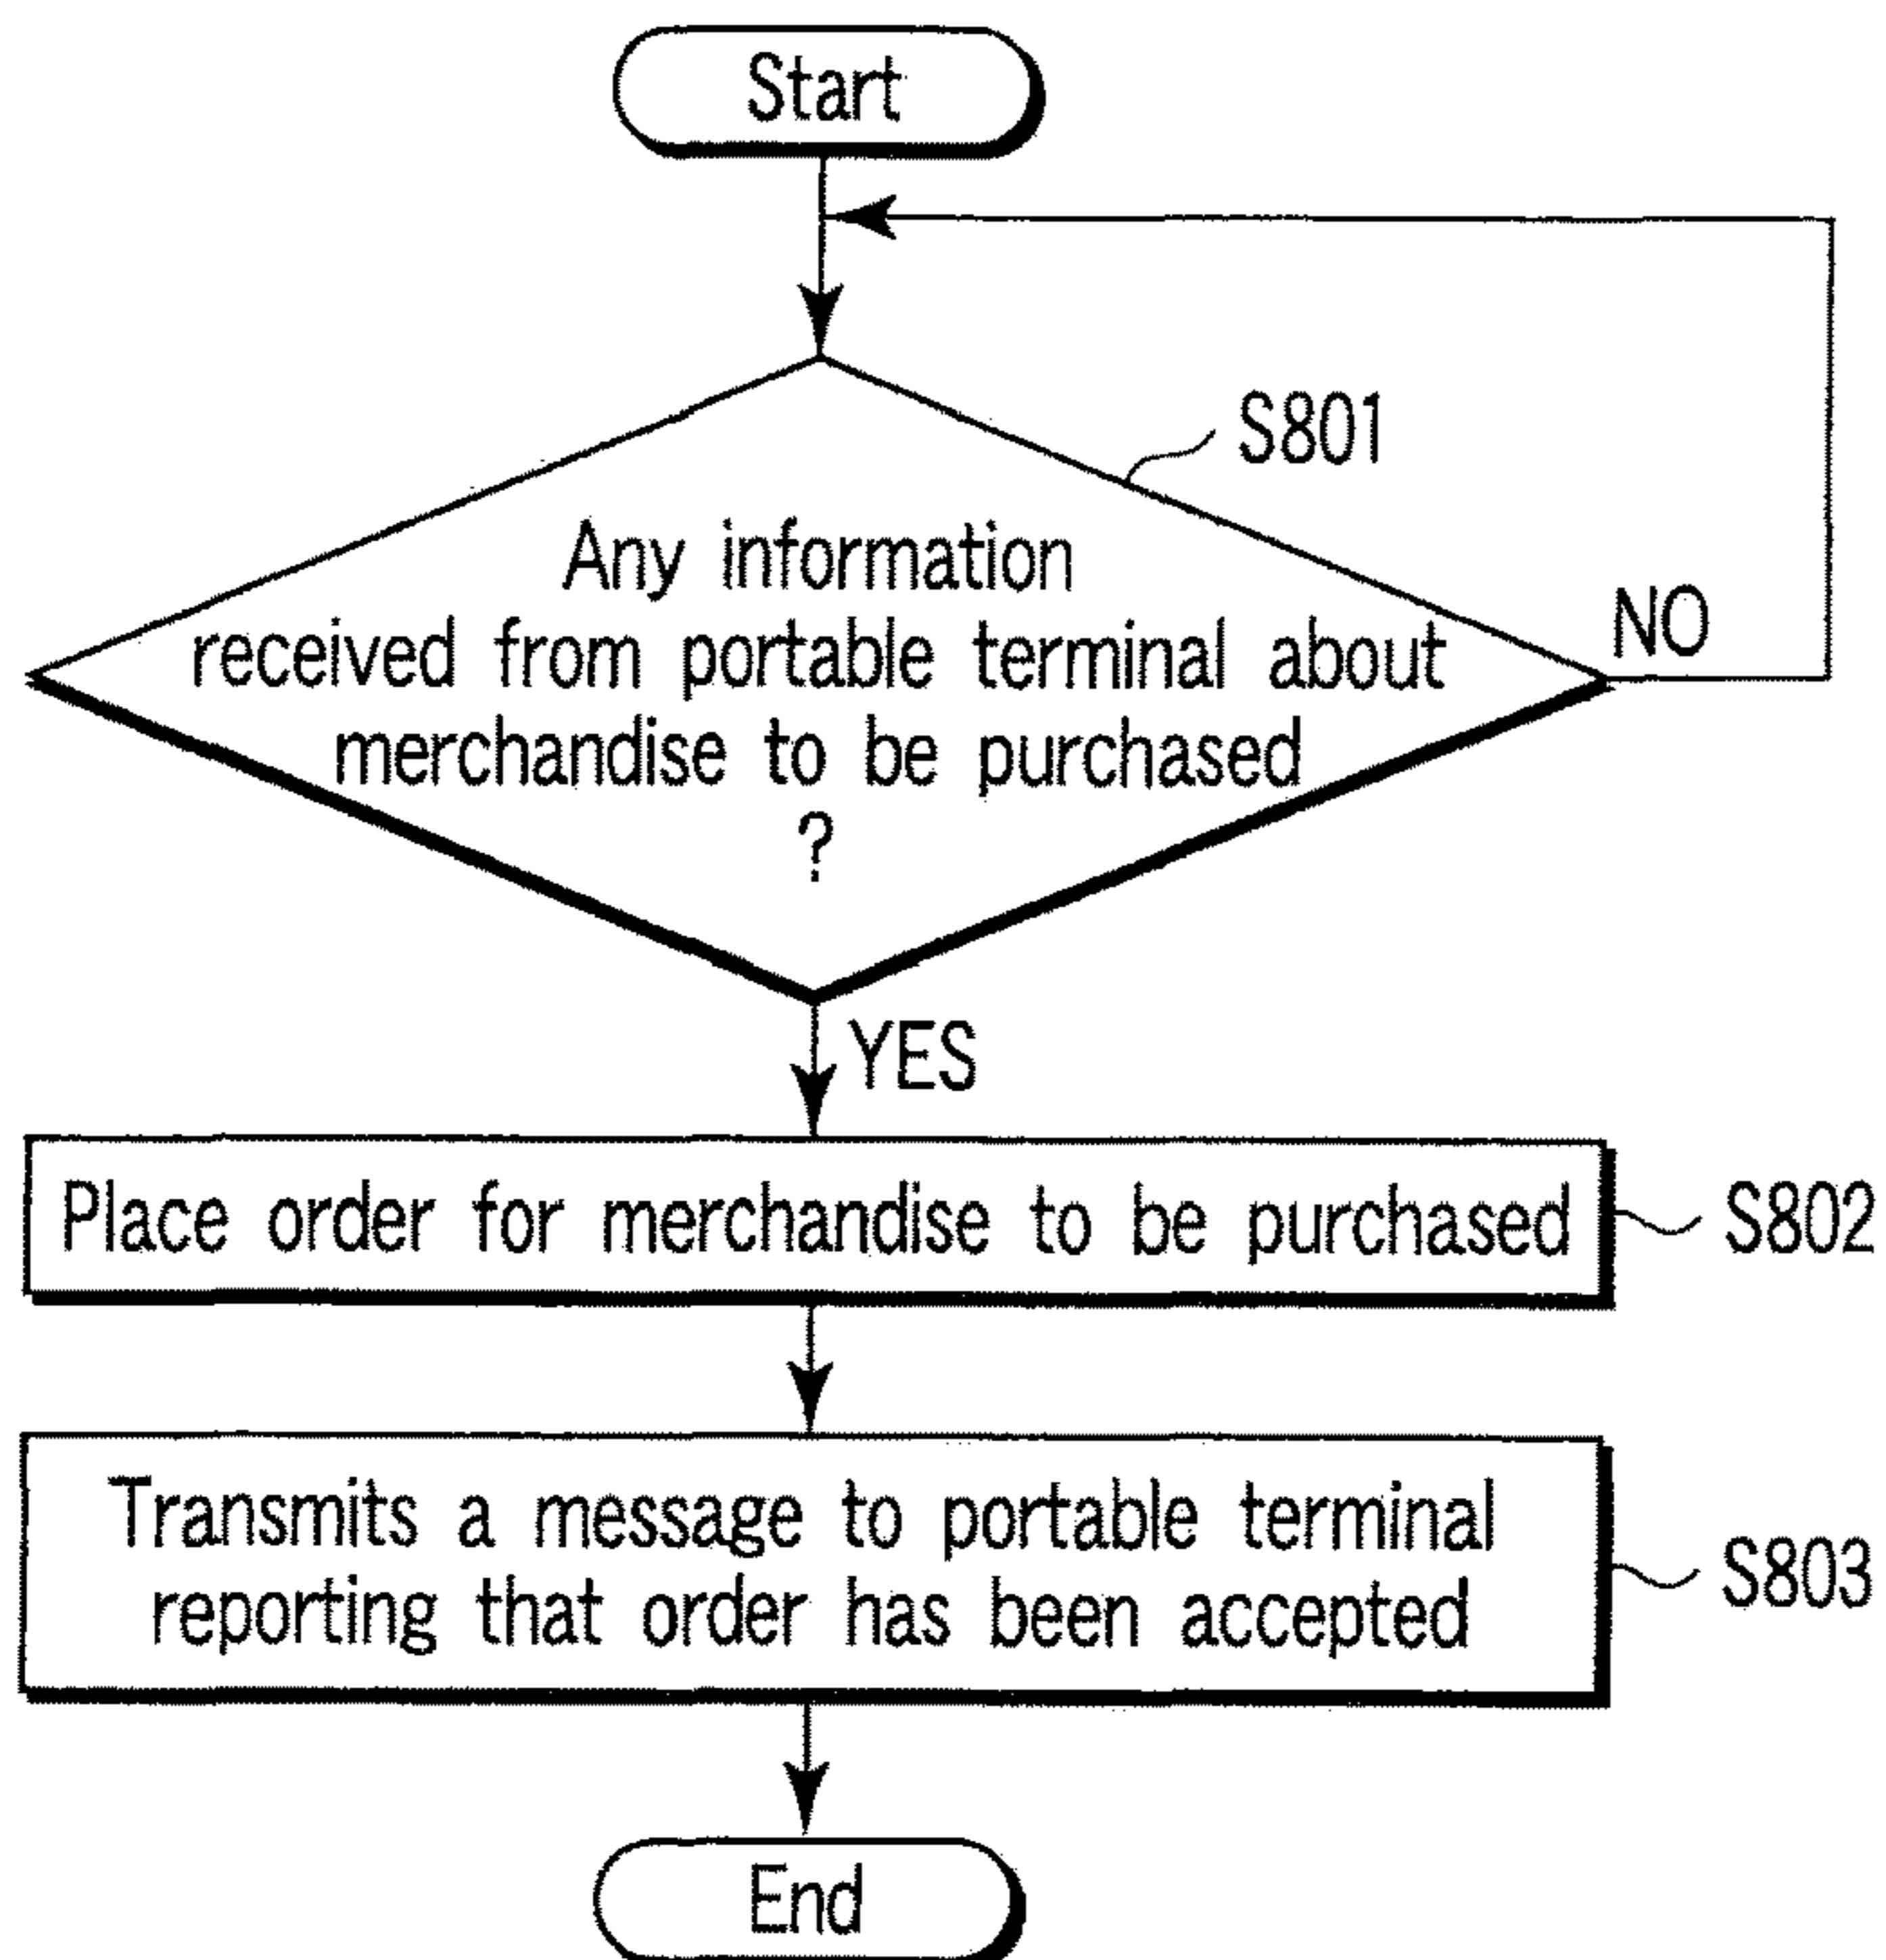 Start
S801
Any information
received from portable terminal about
merchandise to be purchased
?
NO
YES
Place order for merchandise to be purchased
S802
Transmits a message to portable terminal
reporting that order has been accepted
S803
End